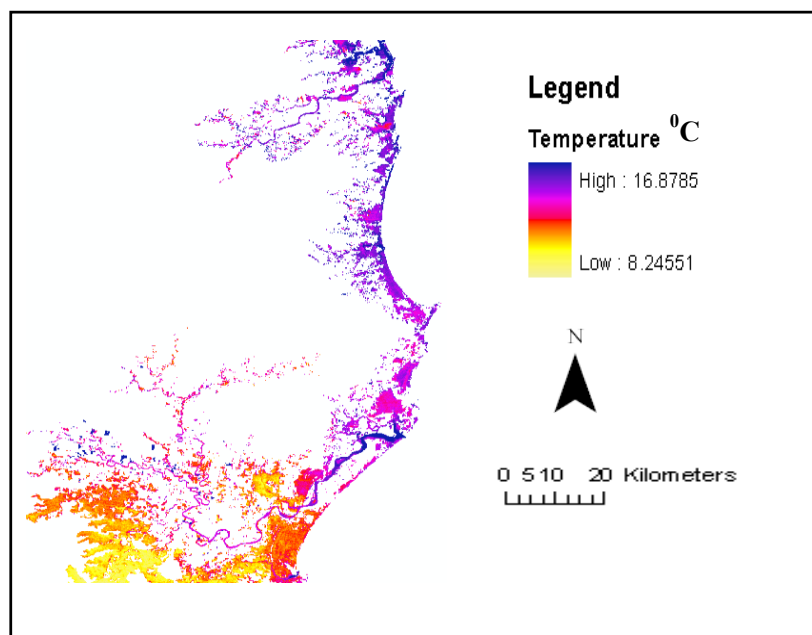 Legend
Temperature ⁰C
High : 16.8785
Low : 8.24551
N
0 5 10 20 Kilometers